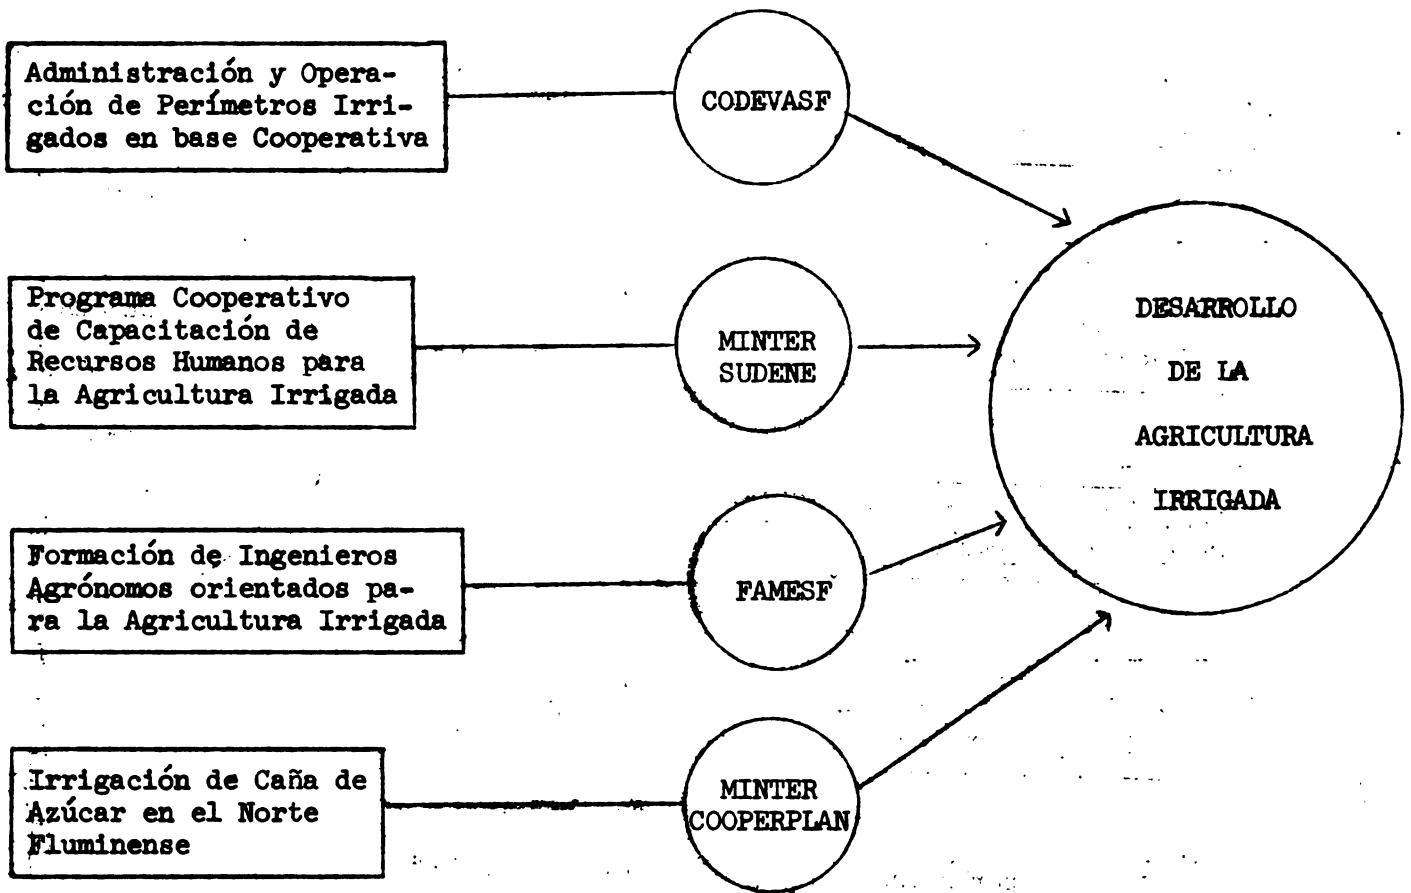 Administración y Opera-
ción de Perímetros Irri-
gados en base Cooperativa
CODEVASF
Programa Cooperativo
de Capacitación de
Recursos Humanos para
la Agricultura Irrigada
MINTER
SUDENE
Formación de Ingenieros
Agrónomos orientados pa-
ra la Agricultura Irrigada
FAMESF
Irrigación de Caña de
Azúcar en el Norte
Fluminense
MINTER
COOPERPLAN
DESARROLLO
DE LA
AGRICULTURA
IRRIGADA